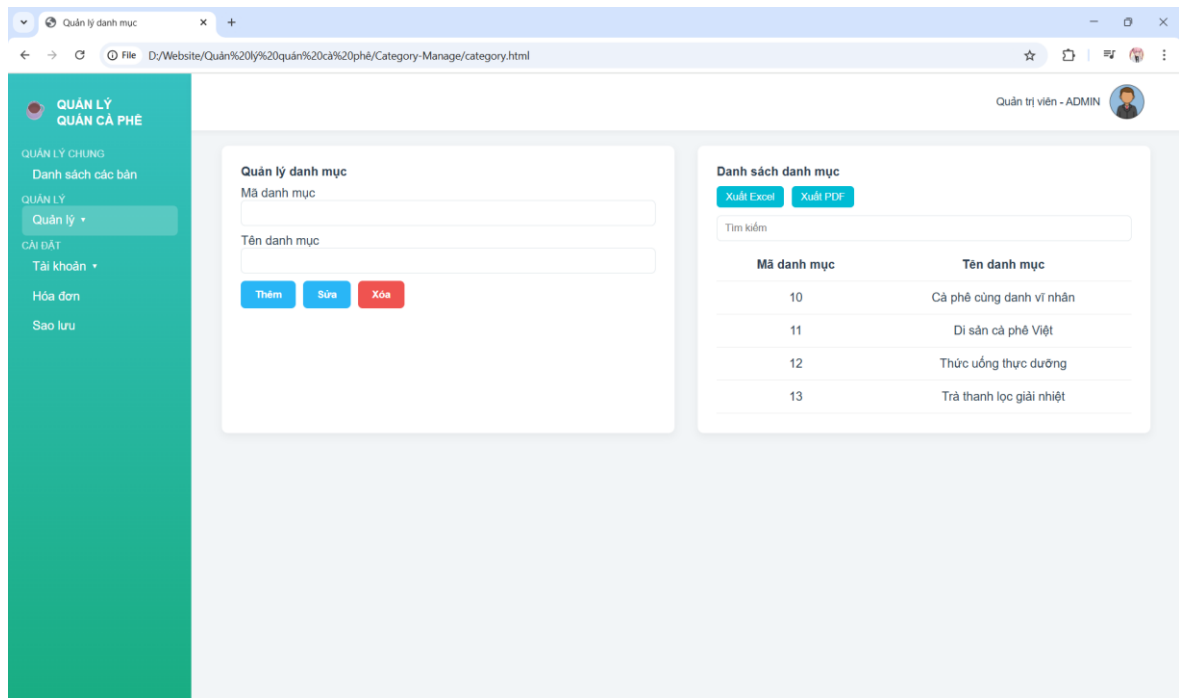 Quản lý danh mục
File D:/Website/Quản%20lý%20quán%20cà%20phê/Category-Manage/category.html
QUẢN LÝ
QUÁN CÀ PHÊ
Quản trị viên - ADMIN
QUẢN LÝ CHUNG
Danh sách các bàn
QUẢN LÝ
Quản lý
CÀI ĐẶT
Tài khoản
Hóa đơn
Sao lưu
Quản lý danh mục
Mã danh mục
Tên danh mục
Thêm Sửa Xóa
Danh sách danh mục
Xuất Excel Xuất PDF
Tìm kiếm
Mã danh mục Tên danh mục
10 Cà phê cùng danh vĩ nhân
11 Di sản cà phê Việt
12 Thức uống thực dưỡng
13 Trà thanh lọc giải nhiệt